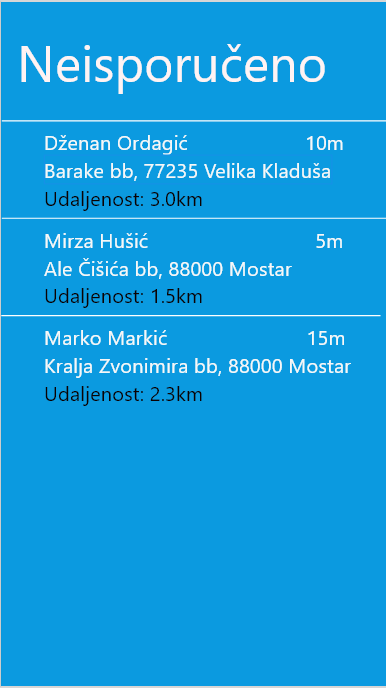 Neisporučeno
Dženan Ordagić 10m
Barake bb, 77235 Velika Kladuša
Udaljenost: 3.0km
Mirza Hušić 5m
Ale Čišića bb, 88000 Mostar
Udaljenost: 1.5km
Marko Markić 15m
Kralja Zvonimira bb, 88000 Mostar
Udaljenost: 2.3km